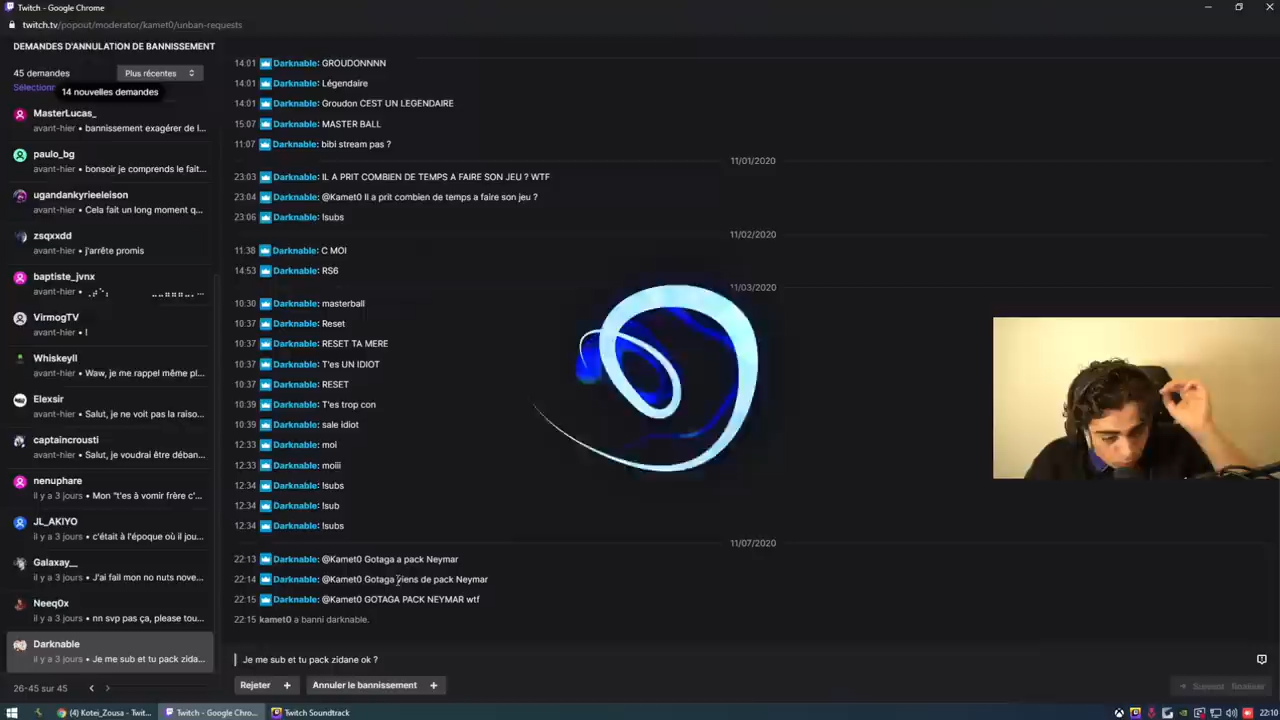 Twitch - Google Chrome
twitch.tv/popout/moderator/kamet0/unban-requests
DEMANDES D'ANNULATION DE BANNISSEMENT
45 demandes
Plus récentes
Sélection
14 nouvelles demandes
MasterLucas_
avant-hier • bannissement exagérer de l...
paulo_bg
avant-hier • bonsoir je comprends le fait...
ugandankyrieeleison
avant-hier • Cela fait un long moment q...
zsqxxdd
avant-hier • j'arrête promis
baptiste_jvnx
avant-hier •
VirmogTV
avant-hier • !
Whiskeyll
avant-hier • Waw, je me rappel même pl...
Elexsir
avant-hier • Salut, je ne voit pas la raiso...
captaincrousti
avant-hier • Salut, je voudrai être déban...
nenuphare
il y a 3 jours • Mon "t'es à vomir frère c'...
JL_AKIYO
il y a 3 jours • c'était à l'époque où il jou...
Galaxay__
il y a 3 jours • J'ai fail mon no nuts nove...
Neeq0x
il y a 3 jours • nn svp pas ça, please tou...
Darknable
il y a 3 jours • Je me sub et tu pack zida...
26-45 sur 45
14:01 Darknable: GROUDONNNN
14:01 Darknable: Légendaire
14:01 Darknable: Groudon CEST UN LEGENDAIRE
15:07 Darknable: MASTER BALL
11:07 Darknable: bibi stream pas ?
11/01/2020
23:03 Darknable: IL A PRIT COMBIEN DE TEMPS A FAIRE SON JEU ? WTF
23:04 Darknable: @Kamet0 Il a prit combien de temps a faire son jeu ?
23:06 Darknable: !subs
11/02/2020
11:38 Darknable: C MOI
14:53 Darknable: RS6
11/03/2020
10:30 Darknable: masterball
10:37 Darknable: Reset
10:37 Darknable: RESET TA MERE
10:37 Darknable: T'es UN IDIOT
10:37 Darknable: RESET
10:39 Darknable: T'es trop con
10:39 Darknable: sale idiot
12:33 Darknable: moi
12:33 Darknable: moiii
12:34 Darknable: !subs
12:34 Darknable: !sub
12:34 Darknable: !subs
11/07/2020
22:13 Darknable: @Kamet0 Gotaga a pack Neymar
22:14 Darknable: @Kamet0 Gotaga viens de pack Neymar
22:15 Darknable: @Kamet0 GOTAGA PACK NEYMAR wtf
22:15 kamet0 a banni darknable.
Je me sub et tu pack zidane ok ?
Rejeter +
Annuler le bannissement +
(4) Kotei_Zousa - Twit...
Twitch - Google Chro...
Twitch Soundtrack
22:10